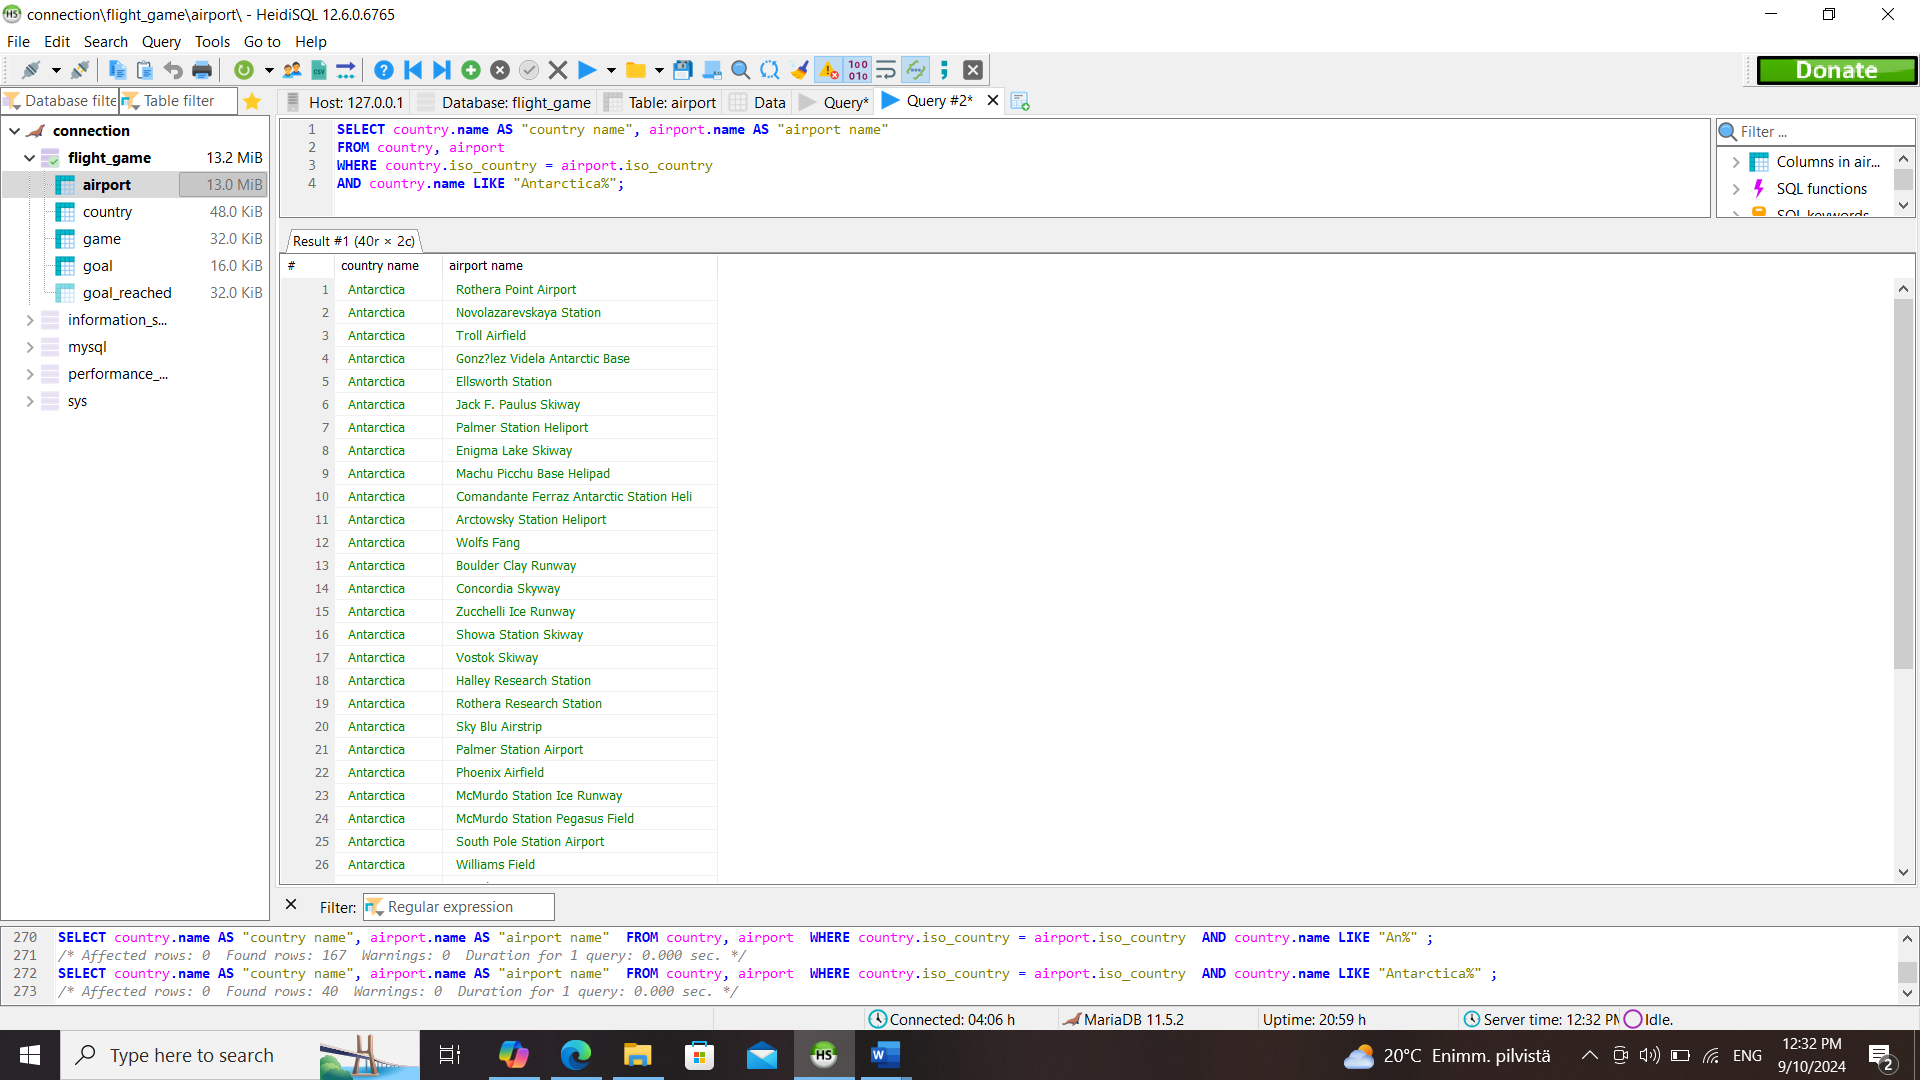 connection\flight_game\airport\ - HeidiSQL 12.6.0.6765
File Edit Search Query Tools Go to Help
Donate
Database filte Table filter
Host: 127.0.0.1 Database: flight_game Table: airport Data Query* Query #2*
connection
flight_game 13.2 MiB
airport 13.0 MiB
country 48.0 KiB
game 32.0 KiB
goal 16.0 KiB
goal_reached 32.0 KiB
information_s...
mysql
performance_...
sys
1 SELECT country.name AS "country name", airport.name AS "airport name"
2 FROM country, airport
3 WHERE country.iso_country = airport.iso_country
4 AND country.name LIKE "Antarctica%";
Filter ...
Columns in air...
SQL functions
SQL keywords
Result #1 (40r × 2c)
# country name airport name
1 Antarctica Rothera Point Airport
2 Antarctica Novolazarevskaya Station
3 Antarctica Troll Airfield
4 Antarctica Gonz?lez Videla Antarctic Base
5 Antarctica Ellsworth Station
6 Antarctica Jack F. Paulus Skiway
7 Antarctica Palmer Station Heliport
8 Antarctica Enigma Lake Skiway
9 Antarctica Machu Picchu Base Helipad
10 Antarctica Comandante Ferraz Antarctic Station Heli
11 Antarctica Arctowsky Station Heliport
12 Antarctica Wolfs Fang
13 Antarctica Boulder Clay Runway
14 Antarctica Concordia Skyway
15 Antarctica Zucchelli Ice Runway
16 Antarctica Showa Station Skiway
17 Antarctica Vostok Skiway
18 Antarctica Halley Research Station
19 Antarctica Rothera Research Station
20 Antarctica Sky Blu Airstrip
21 Antarctica Palmer Station Airport
22 Antarctica Phoenix Airfield
23 Antarctica McMurdo Station Ice Runway
24 Antarctica McMurdo Station Pegasus Field
25 Antarctica South Pole Station Airport
26 Antarctica Williams Field
Filter: Regular expression
270 SELECT country.name AS "country name", airport.name AS "airport name" FROM country, airport WHERE country.iso_country = airport.iso_country AND country.name LIKE "An%" ;
271 /* Affected rows: 0 Found rows: 167 Warnings: 0 Duration for 1 query: 0.000 sec. */
272 SELECT country.name AS "country name", airport.name AS "airport name" FROM country, airport WHERE country.iso_country = airport.iso_country AND country.name LIKE "Antarctica%" ;
273 /* Affected rows: 0 Found rows: 40 Warnings: 0 Duration for 1 query: 0.000 sec. */
Connected: 04:06 h MariaDB 11.5.2 Uptime: 20:59 h Server time: 12:32 PM Idle.
Type here to search
20°C Enimm. pilvistä
ENG
12:32 PM
9/10/2024
2